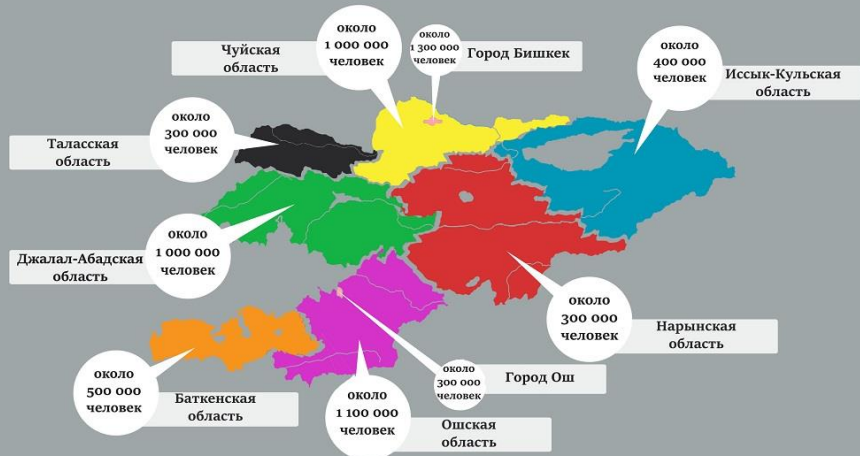 около
1 000 000
человек
Чуйская
область
около
1 300 000
человек
Город Бишкек
около
400 000
человек
Иссык-Кульская
область
около
300 000
человек
Таласская
область
около
1 000 000
человек
Джалал-Абадская
область
около
300 000
человек
Нарынская
область
около
500 000
человек
Баткенская
область
около
300 000
человек
Город Ош
около
1 100 000
человек
Ошская
область